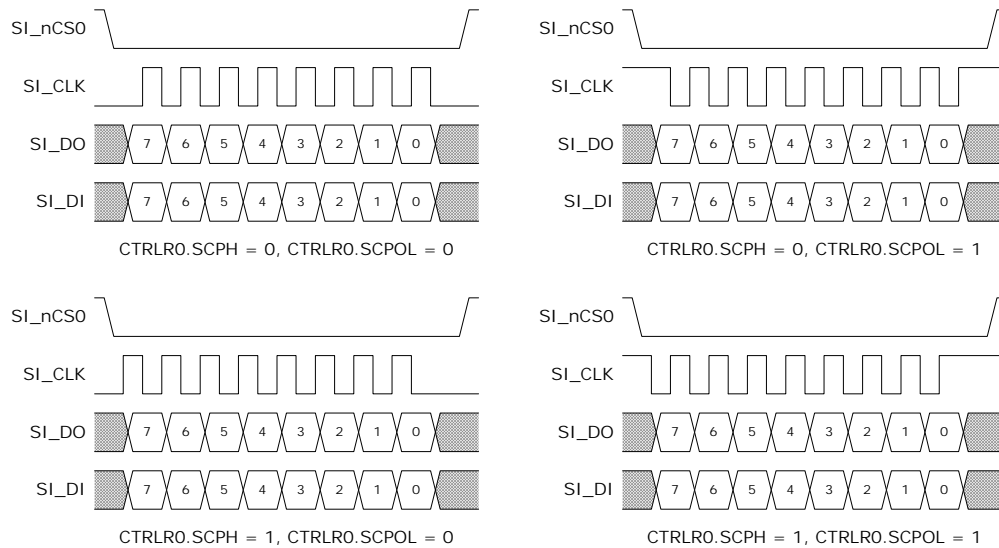 SI_nCS0
SI_CLK
SI_DO 7 6 5 4 3 2 1 0
SI_DI 7 6 5 4 3 2 1 0
CTRLR0.SCPH = 0, CTRLR0.SCPOL = 0
SI_nCS0
SI_CLK
SI_DO 7 6 5 4 3 2 1 0
SI_DI 7 6 5 4 3 2 1 0
CTRLR0.SCPH = 0, CTRLR0.SCPOL = 1
SI_nCS0
SI_CLK
SI_DO 7 6 5 4 3 2 1 0
SI_DI 7 6 5 4 3 2 1 0
CTRLR0.SCPH = 1, CTRLR0.SCPOL = 0
SI_nCS0
SI_CLK
SI_DO 7 6 5 4 3 2 1 0
SI_DI 7 6 5 4 3 2 1 0
CTRLR0.SCPH = 1, CTRLR0.SCPOL = 1